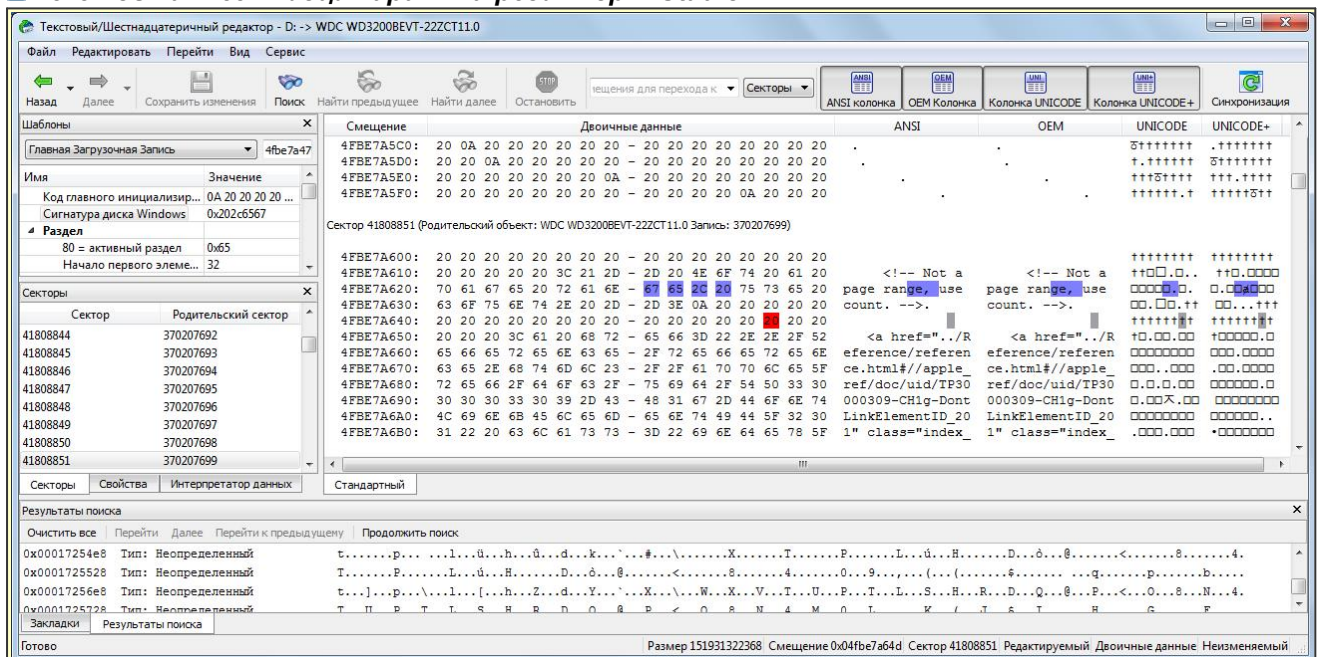 Текстовый/Шестнадцатеричный редактор - D: -> WDC WD3200BEVT-22ZCT11.0
Файл Редактировать Перейти Вид Сервис
Назад Далее Сохранить изменения Поиск Найти предыдущее Найти далее Остановить ещения для перехода к Секторы ANSI колонка OEM Колонка Колонка UNICODE Колонка UNICODE+ Синхронизация
Шаблоны
Главная Загрузочная Запись 4fbe7a47
Имя Значение
Код главного инициализир... 0A 20 20 20 20 ...
Сигнатура диска Windows 0x202c6567
Раздел
80 = активный раздел 0x65
Начало первого элеме... 32
Секторы
Сектор Родительский сектор
41808844 370207692
41808845 370207693
41808846 370207694
41808847 370207695
41808848 370207696
41808849 370207697
41808850 370207698
41808851 370207699
Секторы Свойства Интерпретатор данных
Смещение Двоичные данные ANSI OEM UNICODE UNICODE+
4FBE7A5C0: 20 0A 20 20 20 20 20 20 - 20 20 20 20 20 20 20 20
4FBE7A5D0: 20 20 0A 20 20 20 20 20 - 20 20 20 20 20 20 20 20
4FBE7A5E0: 20 20 20 20 20 20 20 0A - 20 20 20 20 20 20 20 20
4FBE7A5F0: 20 20 20 20 20 20 20 20 - 20 20 20 20 0A 20 20 20
Сектор 41808851 (Родительский объект: WDC WD3200BEVT-22ZCT11.0 Запись: 370207699)
4FBE7A600: 20 20 20 20 20 20 20 20 - 20 20 20 20 20 20 20 20
4FBE7A610: 20 20 20 20 20 3C 21 2D - 2D 20 4E 6F 74 20 61 20 <!-- Not a <!-- Not a
4FBE7A620: 70 61 67 65 20 72 61 6E - 67 65 2C 20 75 73 65 20 page range, use page range, use
4FBE7A630: 63 6F 75 6E 74 2E 20 2D - 2D 3E 0A 20 20 20 20 20 count. -->. count. -->.
4FBE7A640: 20 20 20 20 20 20 20 20 - 20 20 20 20 20 20 20 20
4FBE7A650: 20 20 20 3C 61 20 68 72 - 65 66 3D 22 2E 2E 2F 52 <a href="../R <a href="../R
4FBE7A660: 65 66 65 72 65 6E 63 65 - 2F 72 65 66 65 72 65 6E eference/referen eference/referen
4FBE7A670: 63 65 2E 68 74 6D 6C 23 - 2F 2F 61 70 70 6C 65 5F ce.html#//apple_ ce.html#//apple_
4FBE7A680: 72 65 66 2F 64 6F 63 2F - 75 69 64 2F 54 50 33 30 ref/doc/uid/TP30 ref/doc/uid/TP30
4FBE7A690: 30 30 30 33 30 39 2D 43 - 48 31 67 2D 44 6F 6E 74 000309-CH1g-Dont 000309-CH1g-Dont
4FBE7A6A0: 4C 69 6E 6B 45 6C 65 6D - 65 6E 74 49 44 5F 32 30 LinkElementID_20 LinkElementID_20
4FBE7A6B0: 31 22 20 63 6C 61 73 73 - 3D 22 69 6E 64 65 78 5F 1" class="index_ 1" class="index_
Стандартный
Результаты поиска
Очистить все Перейти Далее Перейти к предыдущему Продолжить поиск
0x00017254e8 Тип: Неопределенный
0x0001725528 Тип: Неопределенный
0x00017256e8 Тип: Неопределенный
0x0001725728 Тип: Неопределенный
Закладки Результаты поиска
Готово Размер 151931322368 Смещение 0x04fbe7a64d Сектор 41808851 Редактируемый Двоичные данные Неизменяемый